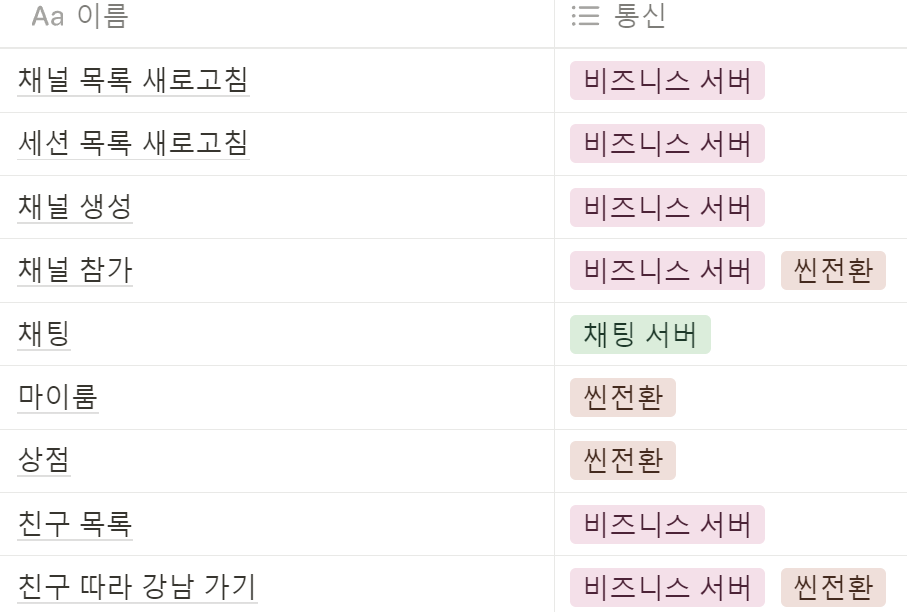 Aa 이름 통신
채널 목록 새로고침 비즈니스 서버
세션 목록 새로고침 비즈니스 서버
채널 생성 비즈니스 서버
채널 참가 비즈니스 서버 씬전환
채팅 채팅 서버
마이룸 씬전환
상점 씬전환
친구 목록 비즈니스 서버
친구 따라 강남 가기 비즈니스 서버 씬전환